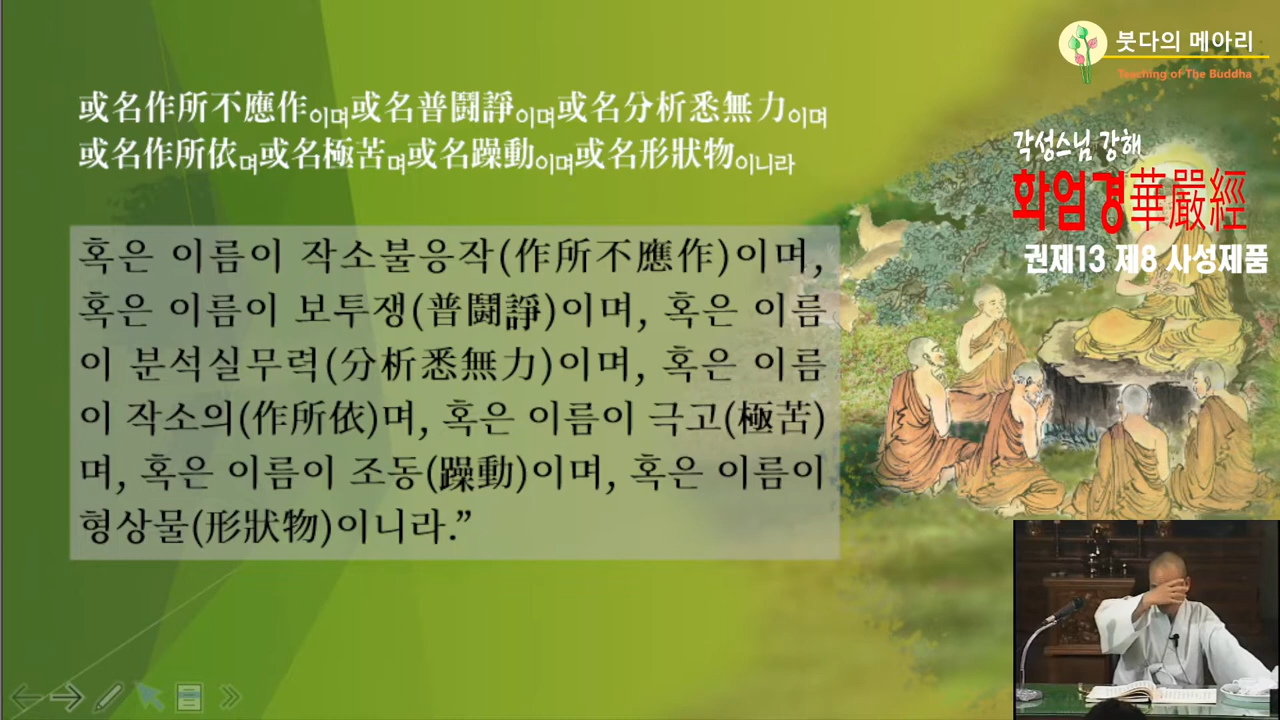 붓다의 메아리
Teaching of The Buddha
或名作所不應作이며或名普鬪諍이며或名分析悉無力이며
或名作所依며或名極苦며或名躁動이며或名形狀物이니라
각성스님 강해
화엄경華嚴經
권제13 제8 사성제품
혹은 이름이 작소불응작(作所不應作)이며,
혹은 이름이 보투쟁(普鬪諍)이며, 혹은 이름
이 분석실무력(分析悉無力)이며, 혹은 이름
이 작소의(作所依)며, 혹은 이름이 극고(極苦)
며, 혹은 이름이 조동(躁動)이며, 혹은 이름이
형상물(形狀物)이니라.”